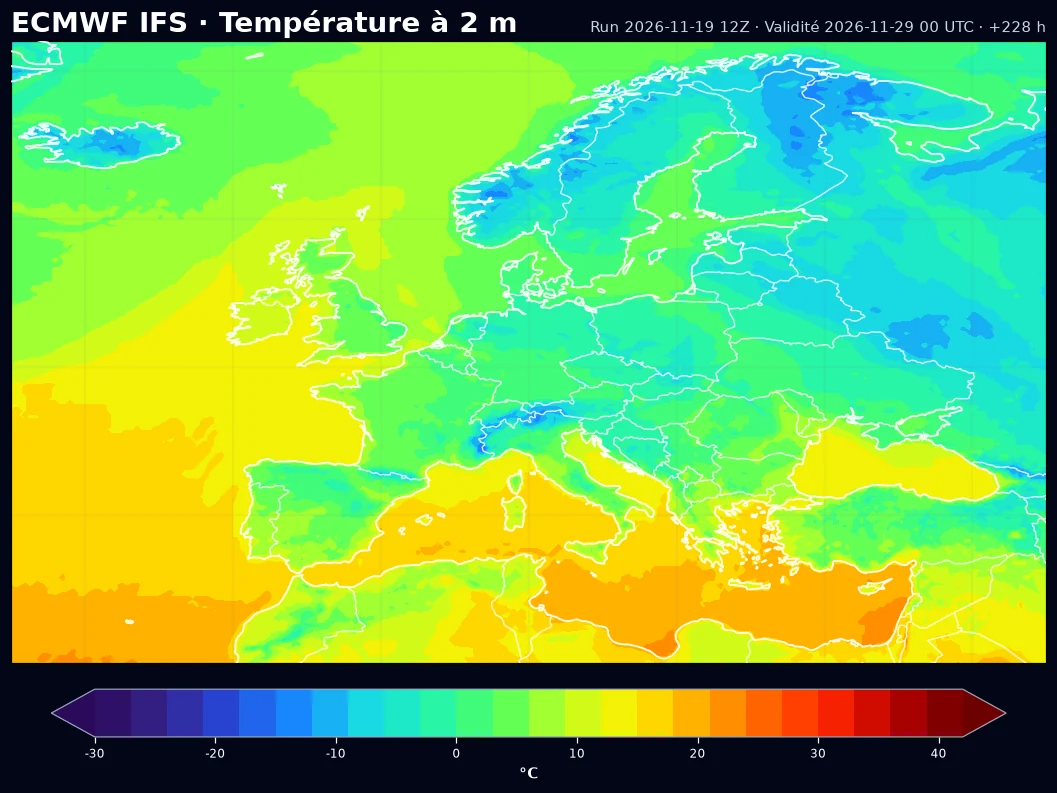 ECMWF IFS · Température à 2 m
Run 2026-11-19 12Z · Validité 2026-11-29 00 UTC · +228 h
-30 -20 -10 0 10 20 30 40
°C